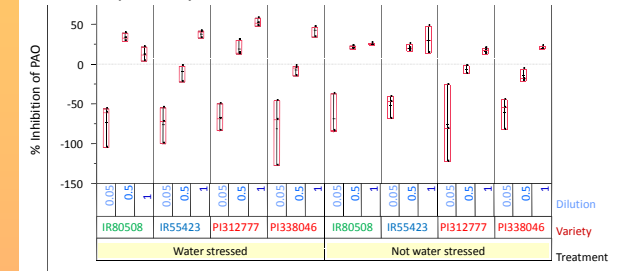 % Inhibition of PAO
50
0
-50
-100
-150
0.05 0.5 1 0.05 0.5 1 0.05 0.5 1 0.05 0.5 1 0.05 0.5 1 0.05 0.5 1 0.05 0.5 1 0.05 0.5 1 Dilution
IR80508 IR55423 PI312777 PI338046 IR80508 IR55423 PI312777 PI338046 Variety
Water stressed Not water stressed Treatment